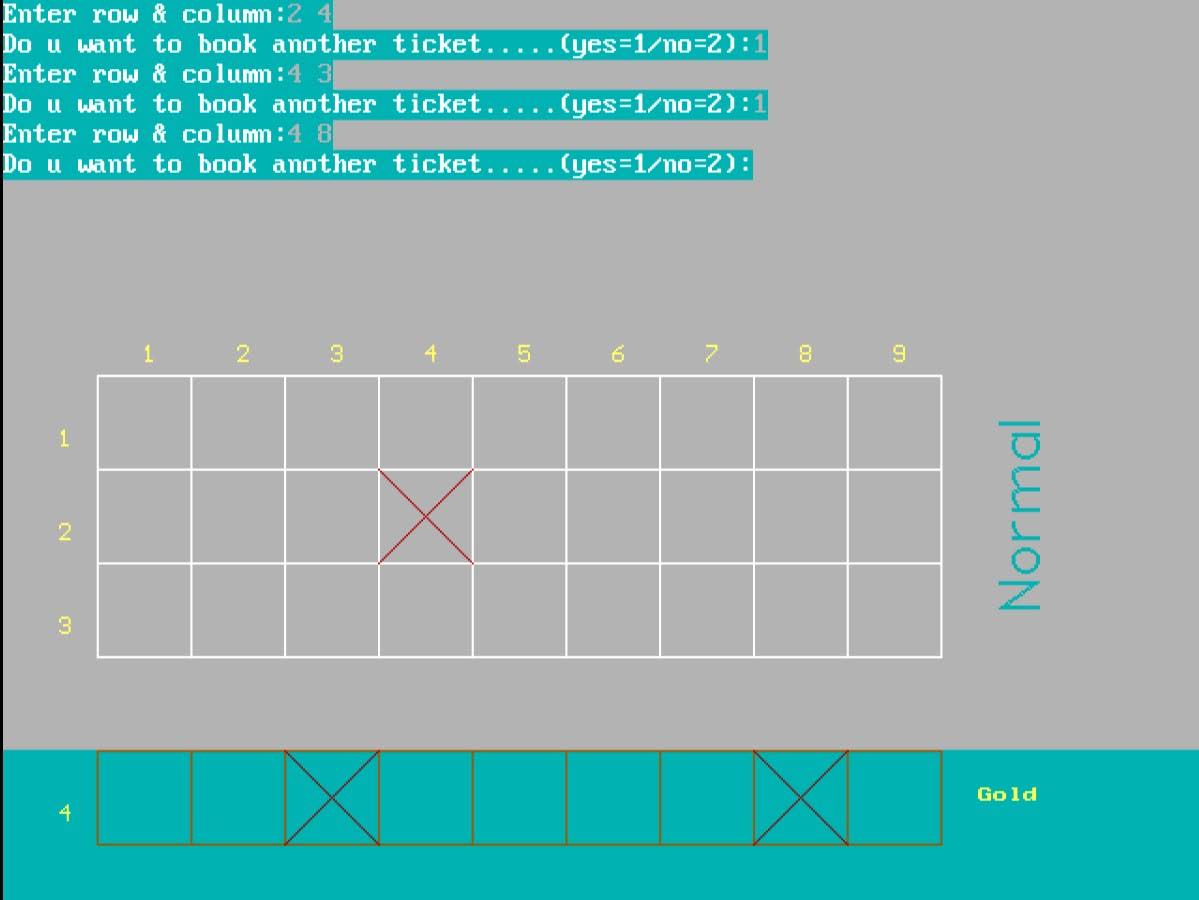 Enter row & column:2 4
Do u want to book another ticket.....(yes=1/no=2):1
Enter row & column:4 3
Do u want to book another ticket.....(yes=1/no=2):1
Enter row & column:4 8
Do u want to book another ticket.....(yes=1/no=2):
1 2 3 4 5 6 7 8 9
1
2
3
Normal
4
Gold